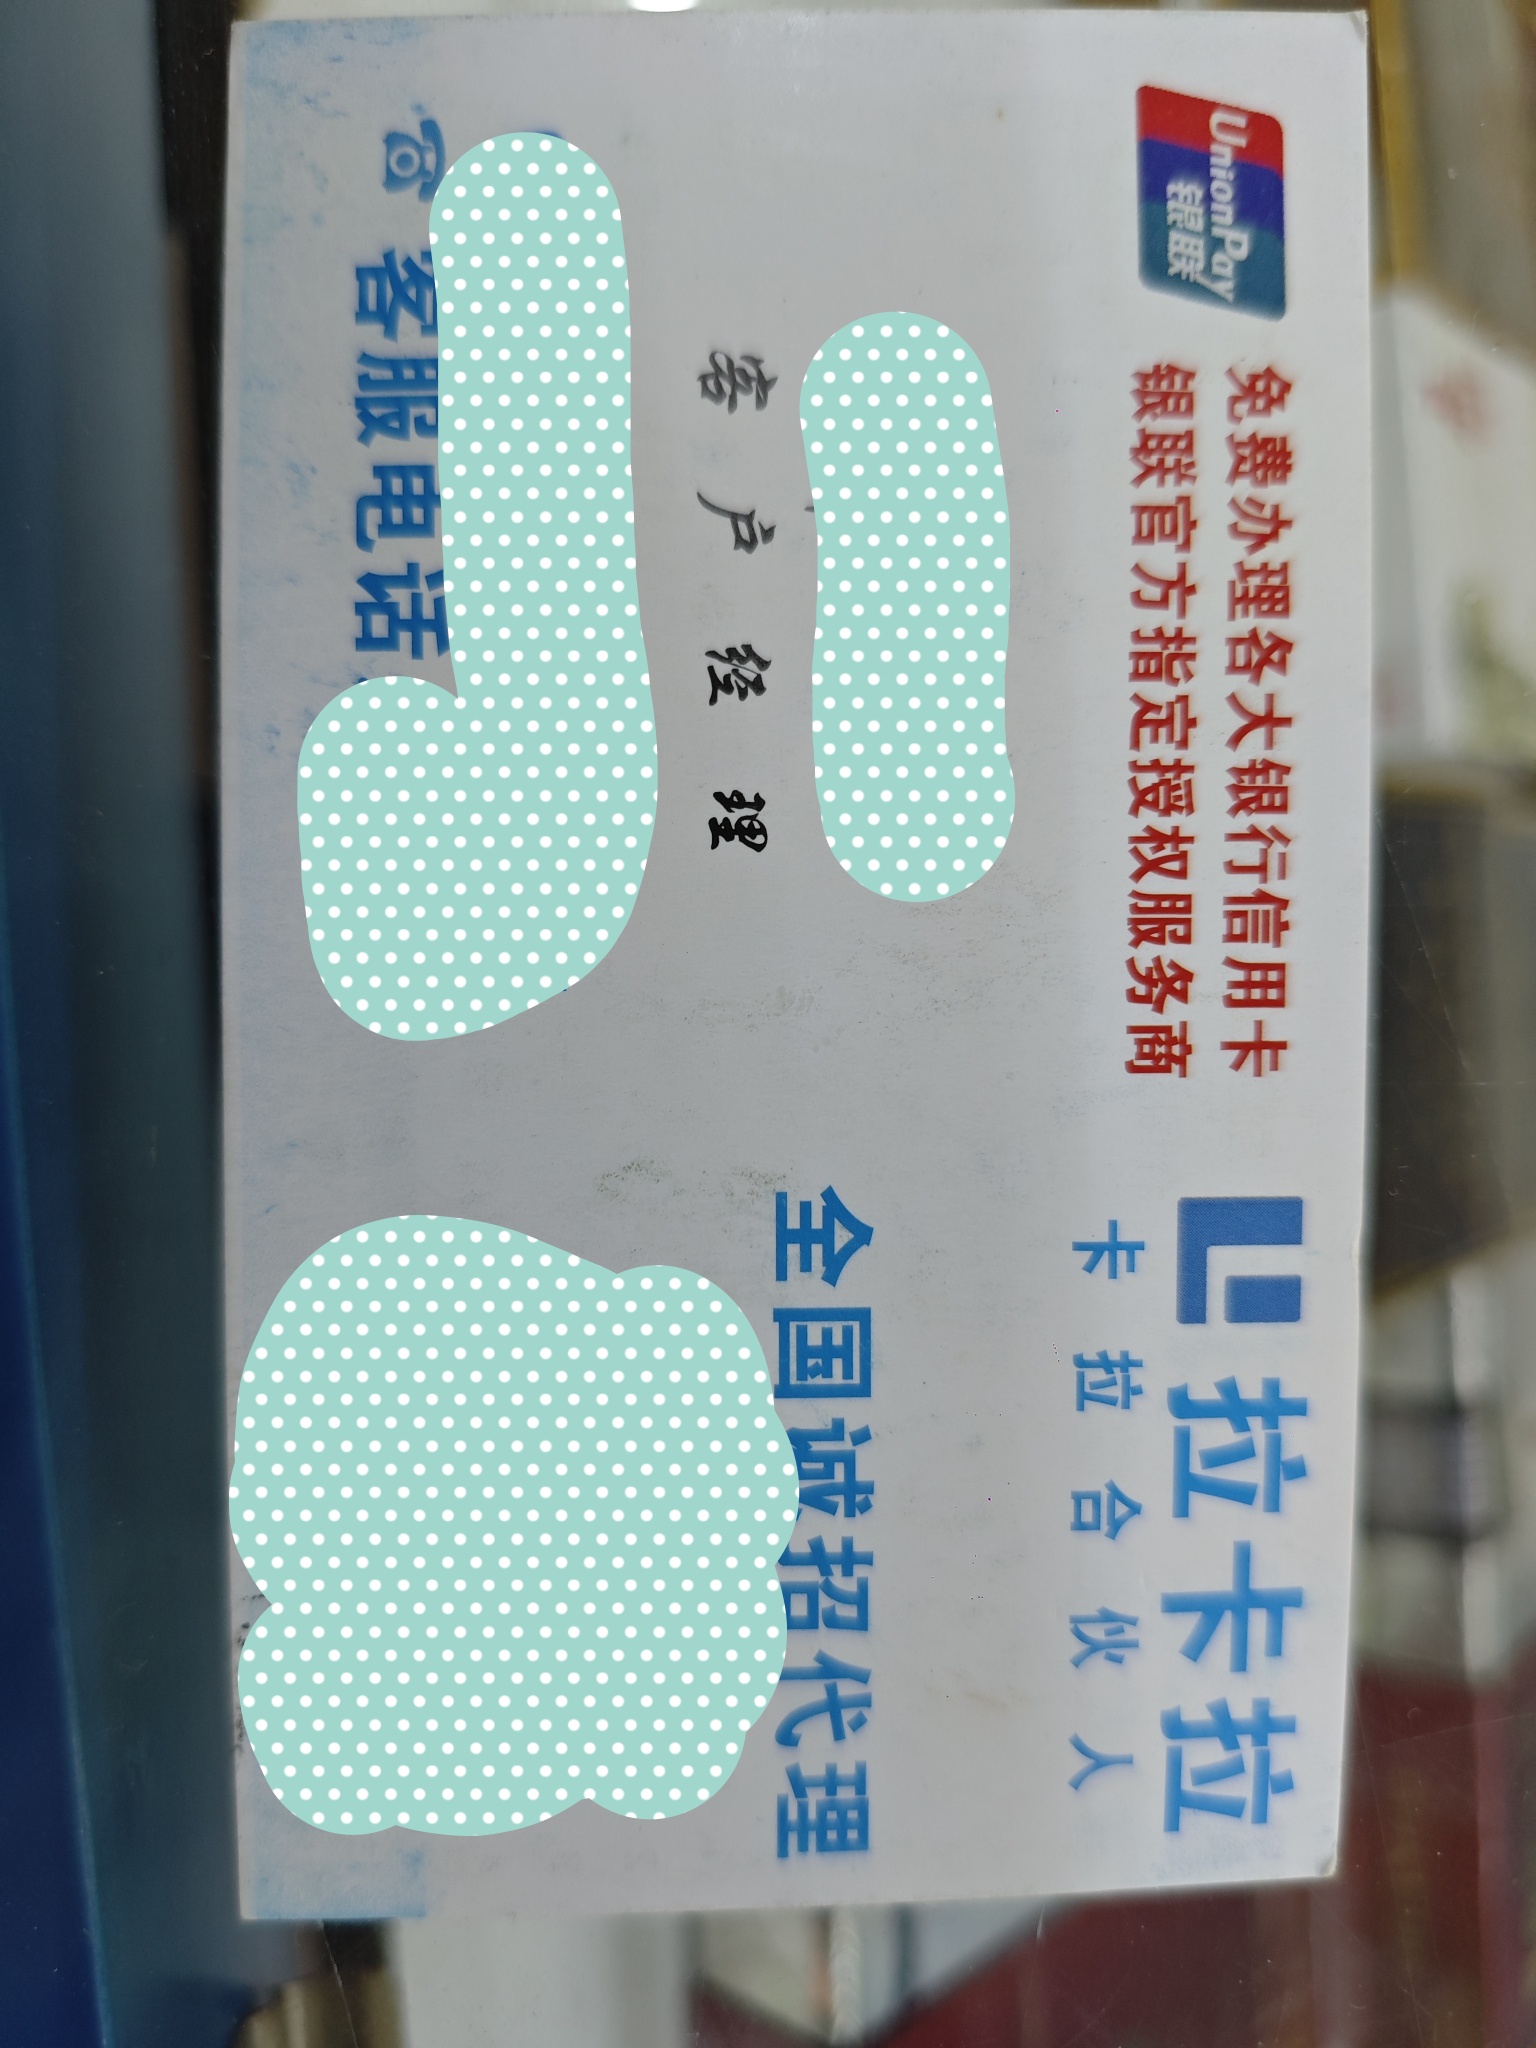 UnionPay
银联
免费办理各大银行信用卡
银联官方指定授权服务商
拉卡拉
卡拉合伙人
客户经理
全国诚招代理
客服电话